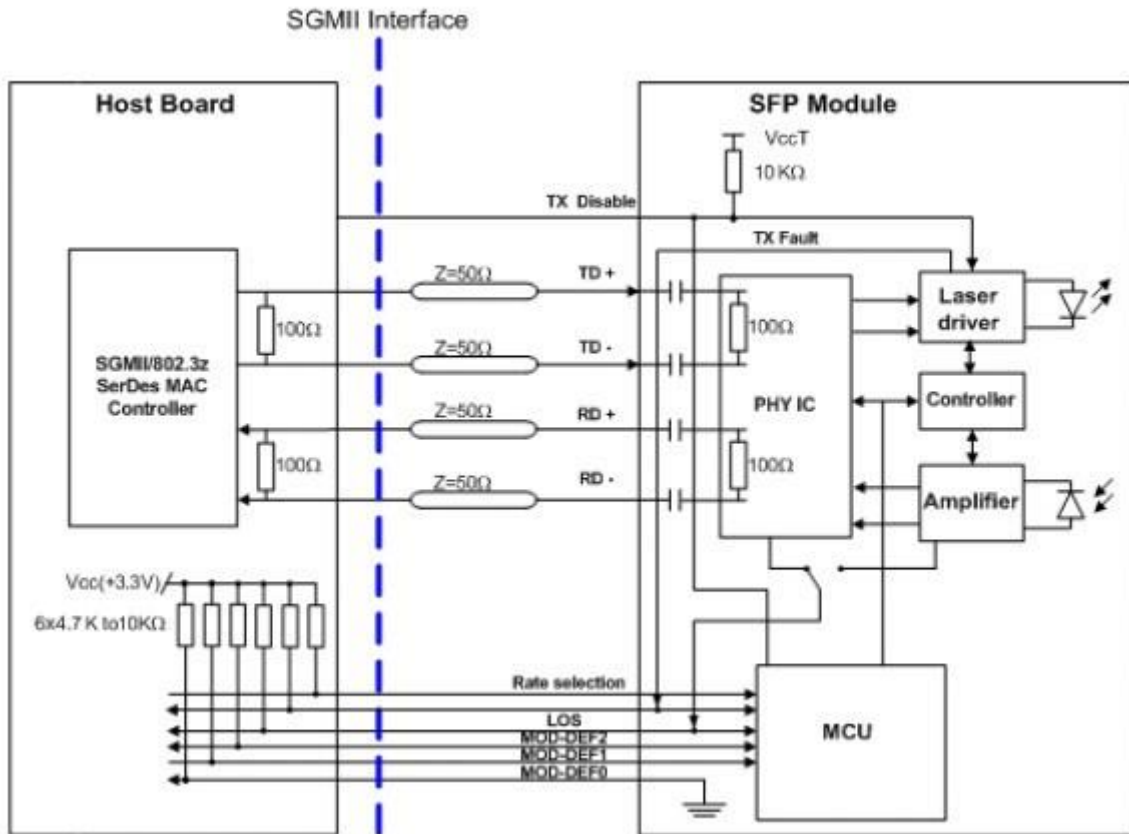 SGMII Interface
Host Board
SFP Module
VccT
10 KΩ
TX Disable
TX Fault
Z=50Ω
TD +
100Ω
100Ω
Laser
driver
SGMII/802.3z
SerDes MAC
Controller
Z=50Ω
TD -
PHY IC
Controller
Z=50Ω
RD +
100Ω
100Ω
Z=50Ω
RD -
Amplifier
Vcc(+3.3V)
6x4.7 K to10KΩ
Rate selection
LOS
MOD-DEF2
MOD-DEF1
MOD-DEF0
MCU